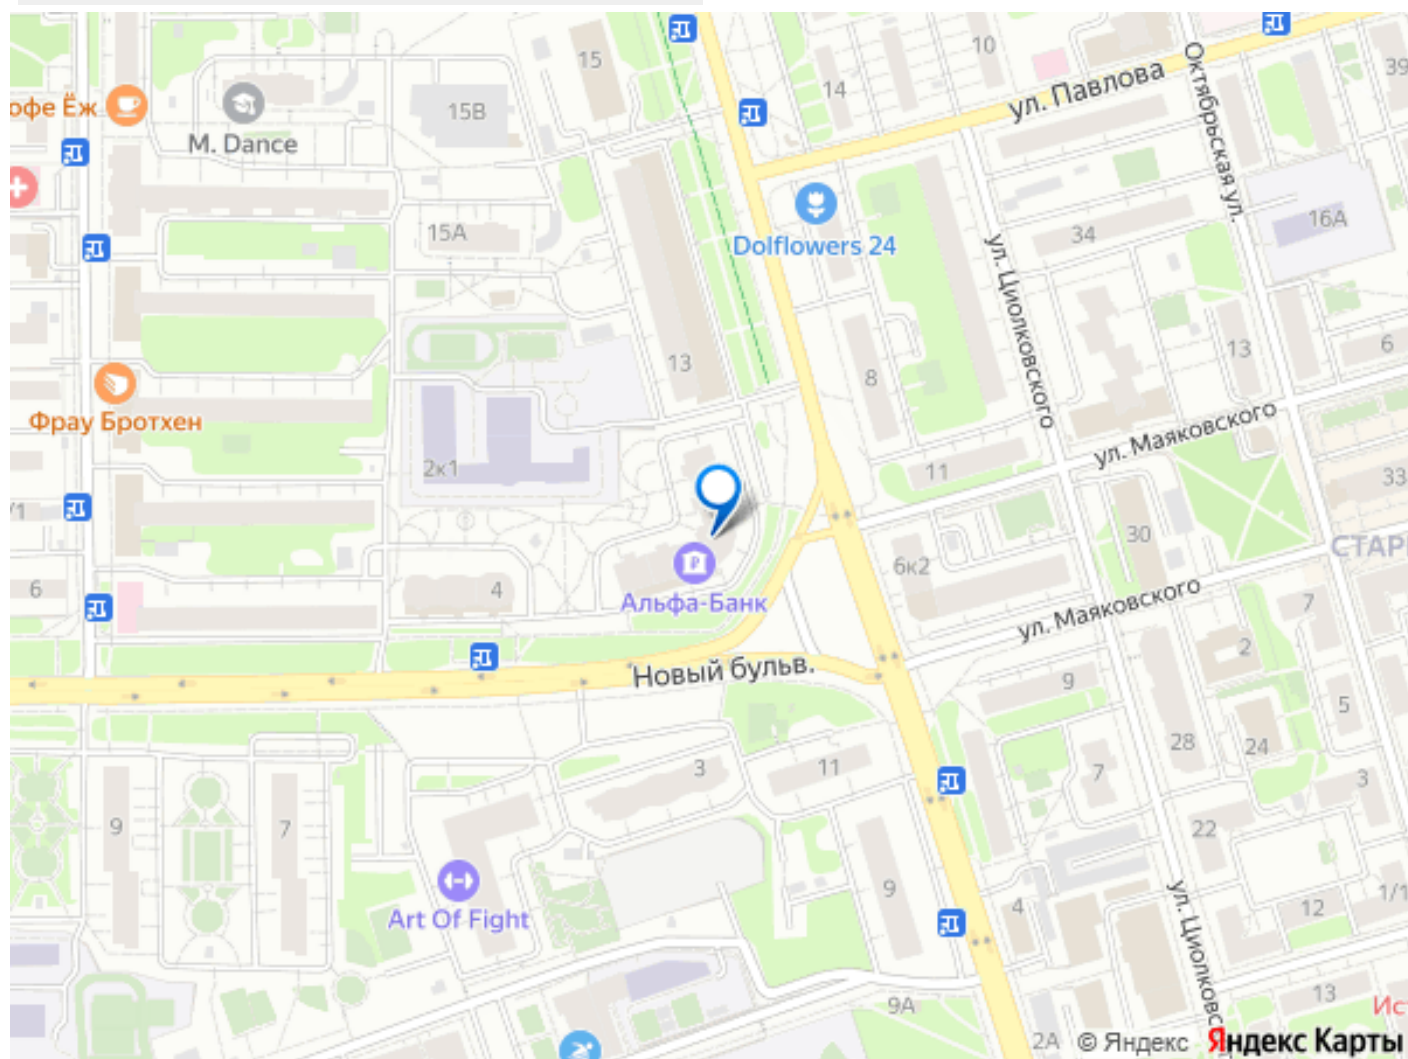 15
10
39
14
ул. Павлова
Октябрьская ул.
офе Ёж
15В
M. Dance
16А
15А
34
Dolflowers 24
ул. Циолковского
13
13
6
8
Фрау Бротхен
ул. Маяковского
2к1
11
33
/1
30
СТАР
6к2
6
4
Альфа-Банк
ул. Маяковского
7
2
Новый бульв.
9
5
28
24
3
11
7
3
9
7
22
9
ул. Циолковс
1/1
4
12
Art Of Fight
9А
13
Ис
2А
© Яндекс
Яндекс Карты